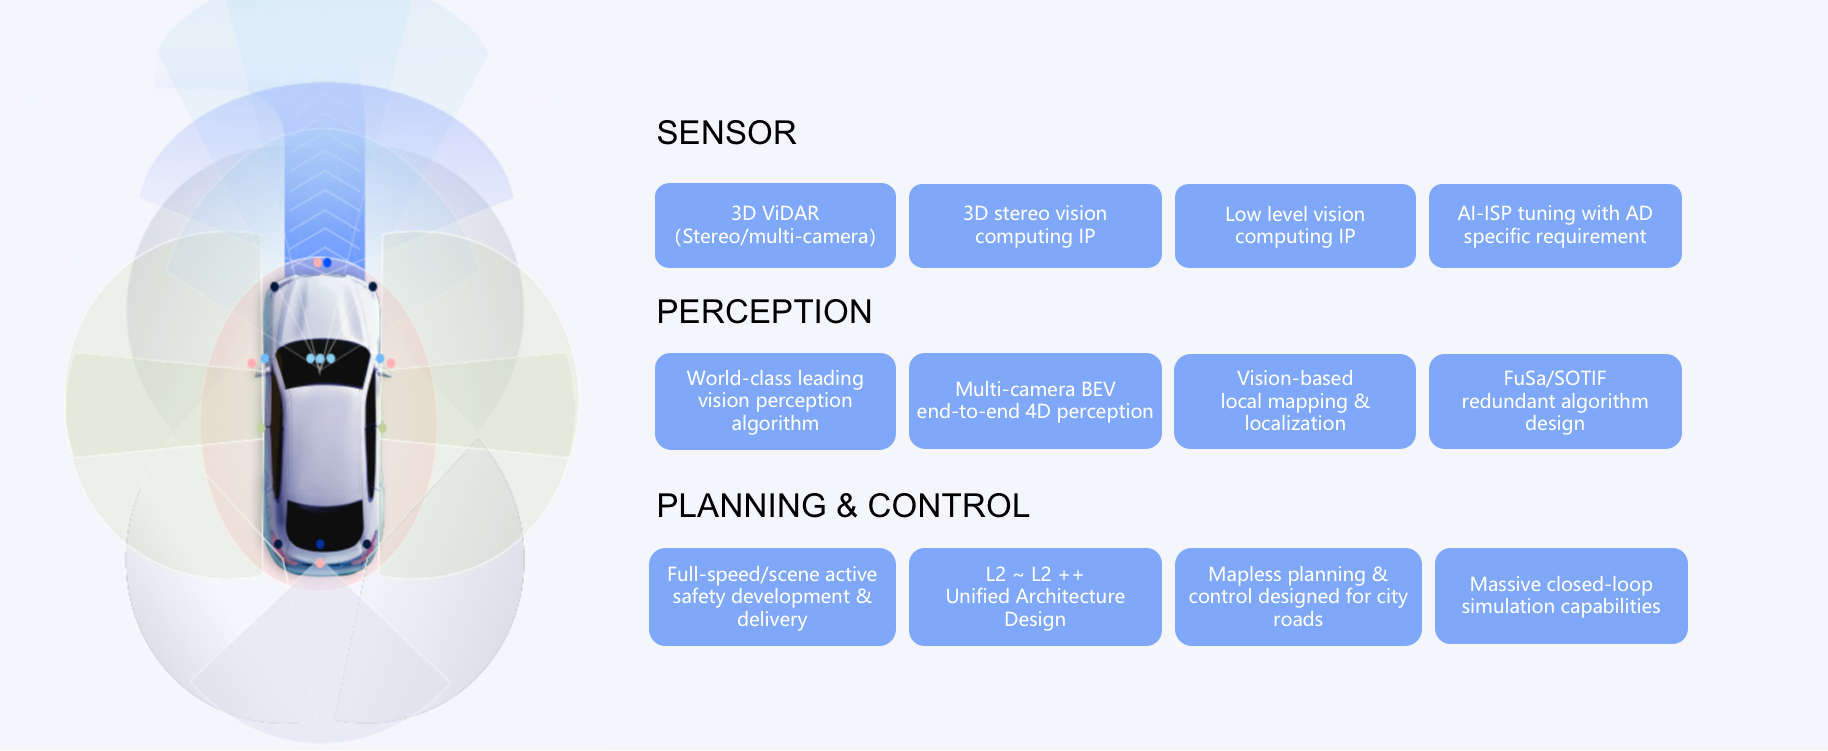 SENSOR
3D ViDAR
(Stereo/multi-camera)
3D stereo vision
computing IP
Low level vision
computing IP
AI-ISP tuning with AD
specific requirement
PERCEPTION
World-class leading
vision perception
algorithm
Multi-camera BEV
end-to-end 4D perception
Vision-based
local mapping &
localization
FuSa/SOTIF
redundant algorithm
design
PLANNING & CONTROL
Full-speed/scene active
safety development &
delivery
L2 ~ L2 ++
Unified Architecture
Design
Mapless planning &
control designed for city
roads
Massive closed-loop
simulation capabilities